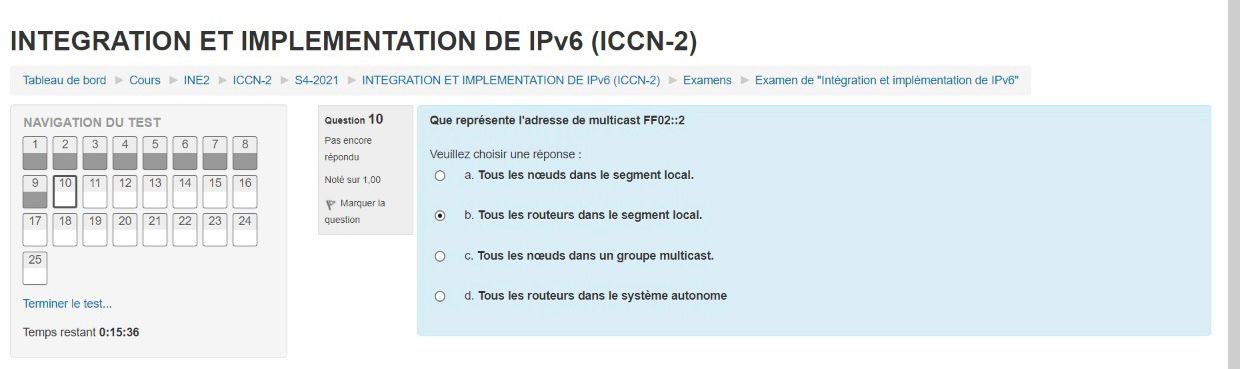 INTEGRATION ET IMPLEMENTATION DE IPv6 (ICCN-2)
Tableau de bord ► Cours ► INE2 ► ICCN-2 ► S4-2021 ► INTEGRATION ET IMPLEMENTATION DE IPv6 (ICCN-2) ► Examens ► Examen de "Intégration et implémentation de IPv6"
NAVIGATION DU TEST
1 2 3 4 5 6 7 8
9 10 11 12 13 14 15 16
17 18 19 20 21 22 23 24
25
Terminer le test...
Temps restant 0:15:36
Question 10
Pas encore
répondu
Noté sur 1,00
Marquer la
question
Que représente l'adresse de multicast FF02::2
Veuillez choisir une réponse :
a. Tous les nœuds dans le segment local.
b. Tous les routeurs dans le segment local.
c. Tous les nœuds dans un groupe multicast.
d. Tous les routeurs dans le système autonome